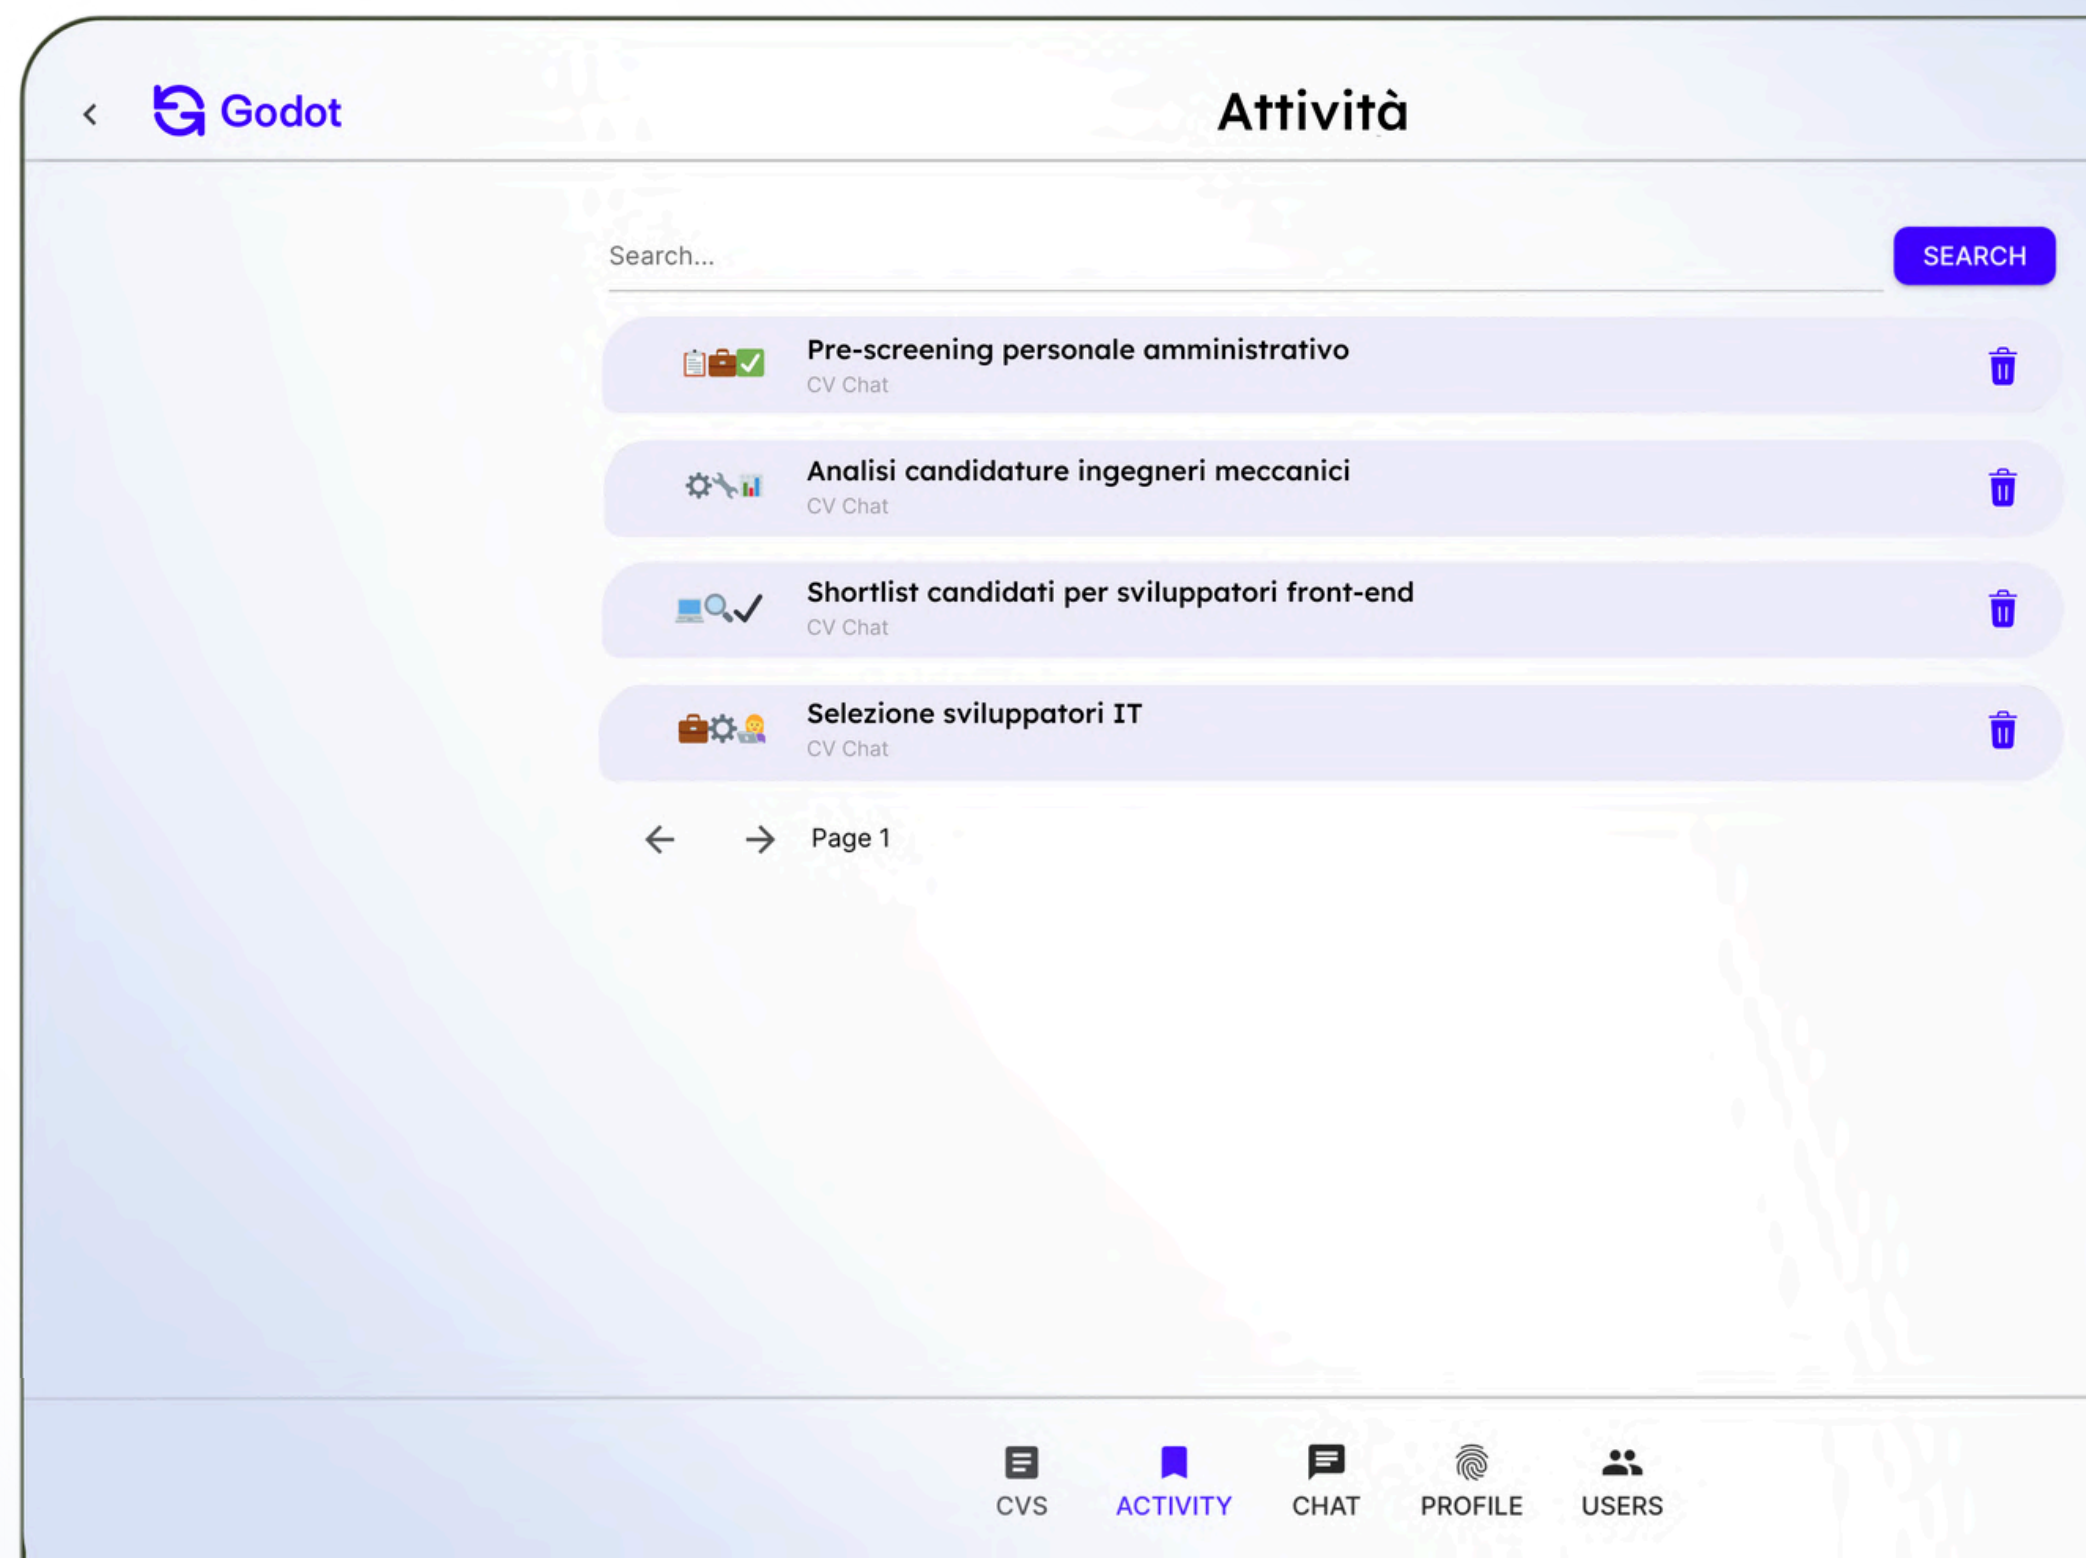 Godot
Attività
Search...
SEARCH
Pre-screening personale amministrativo
CV Chat
Analisi candidature ingegneri meccanici
CV Chat
Shortlist candidati per sviluppatori front-end
CV Chat
Selezione sviluppatori IT
CV Chat
Page 1
CVS
ACTIVITY
CHAT
PROFILE
USERS